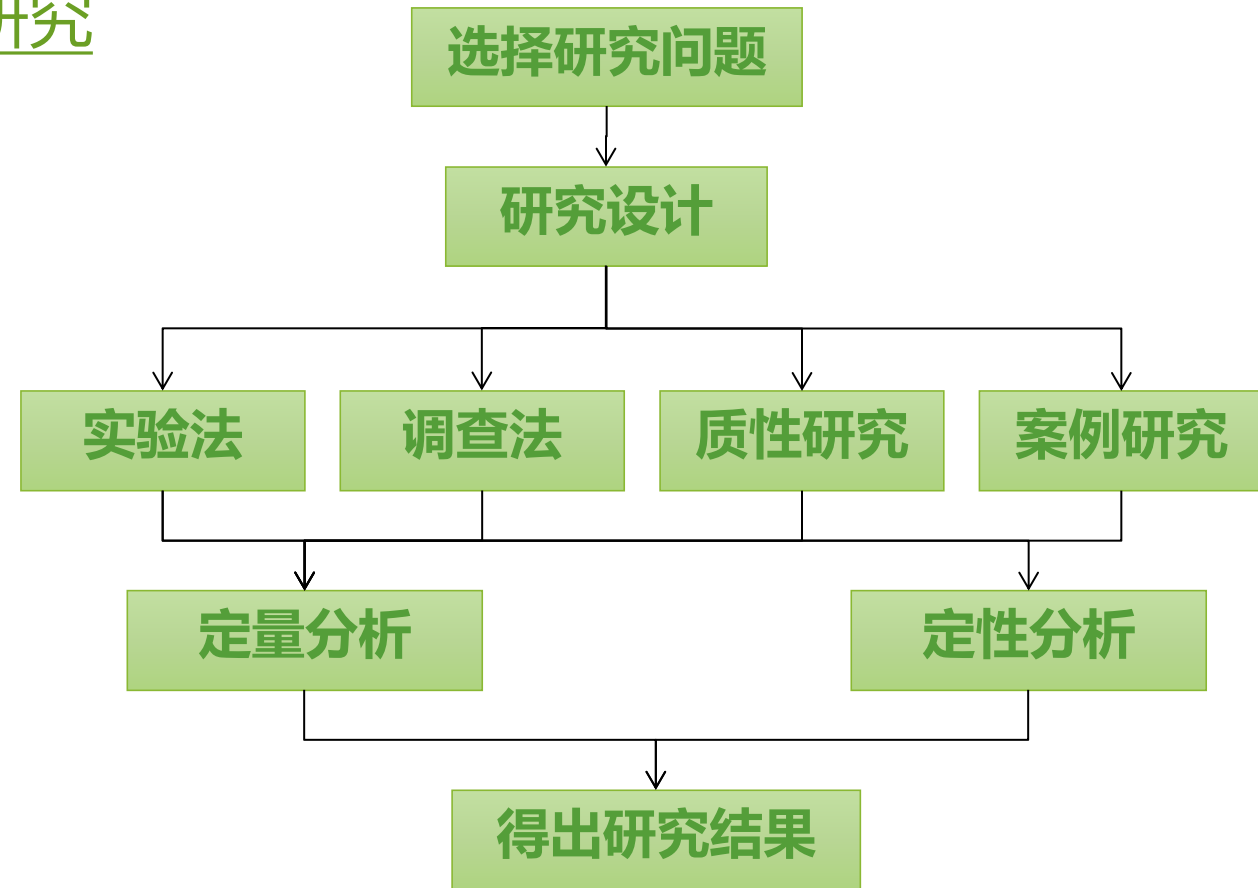 研究
选择研究问题
研究设计
实验法
调查法
质性研究
案例研究
定量分析
定性分析
得出研究结果